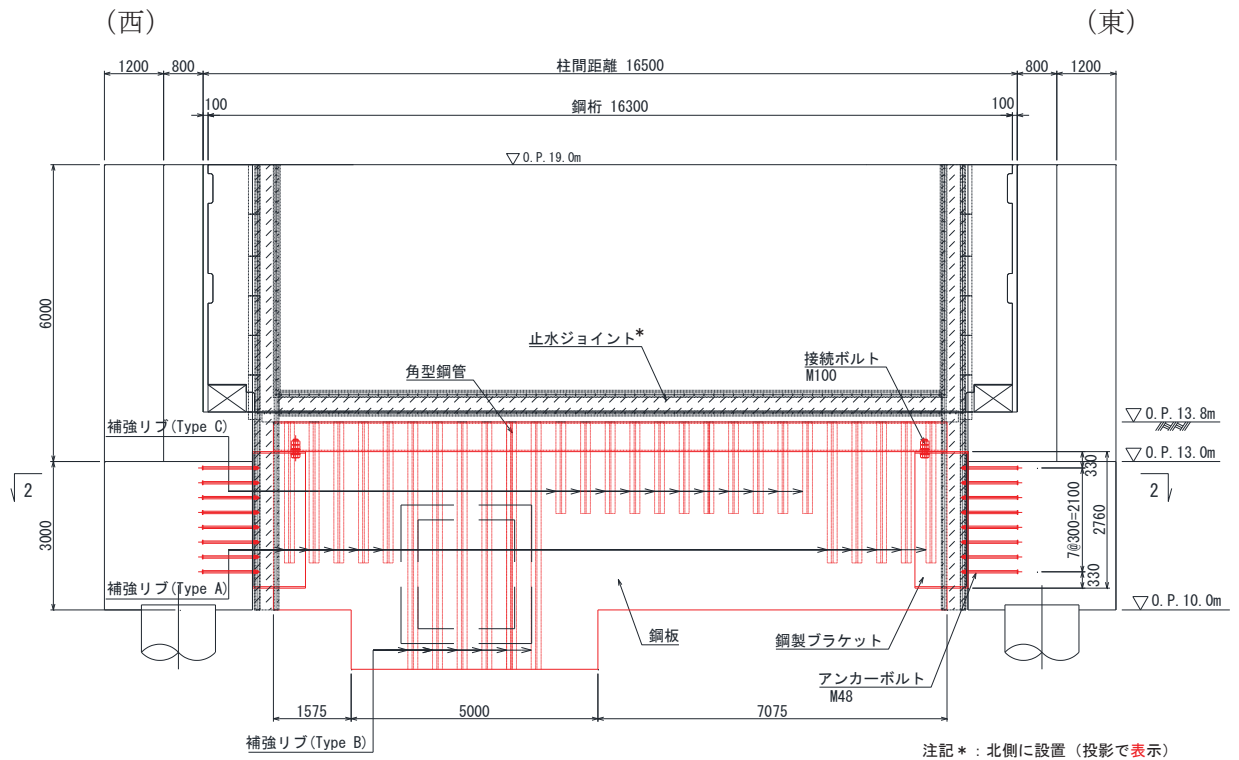 (西)
(東)
1200
800
柱間距離 16500
800
1200
100
鋼桁 16300
100
▽O.P.19.0m
6000
止水ジョイント*
角型鋼管
接続ボルト
M100
補強リブ(Type C)
▽O.P.13.8m
▽O.P.13.0m
2
2
330
7@300=2100
2760
330
3000
補強リブ(Type A)
▽O.P.10.0m
鋼板
鋼製ブラケット
アンカーボルト
M48
1575
5000
7075
補強リブ(Type B)
注記*:北側に設置(投影で表示)